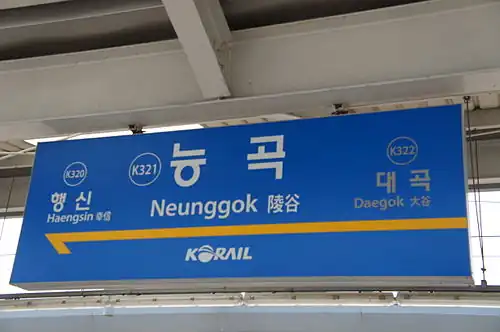 K320
행신
Haengsin 幸信
K321
능곡
Neunggok 陵谷
K322
대곡
Daegok 大谷
KORAIL